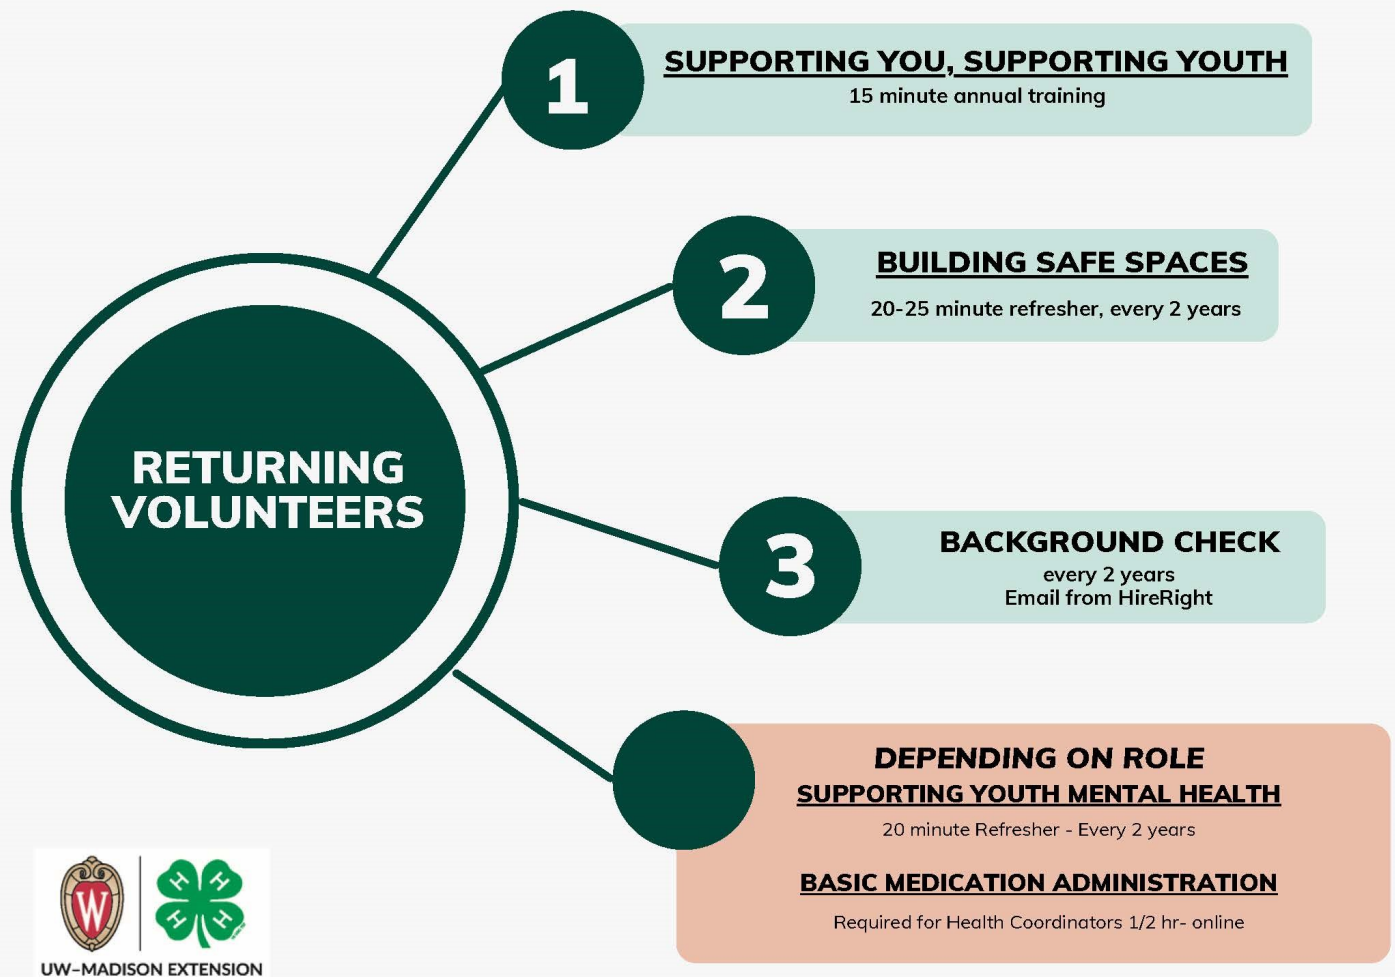 1
SUPPORTING YOU, SUPPORTING YOUTH
15 minute annual training
2
BUILDING SAFE SPACES
20-25 minute refresher, every 2 years
RETURNING
VOLUNTEERS
3
BACKGROUND CHECK
every 2 years
Email from HireRight
DEPENDING ON ROLE
SUPPORTING YOUTH MENTAL HEALTH
20 minute Refresher - Every 2 years
BASIC MEDICATION ADMINISTRATION
Required for Health Coordinators 1/2 hr- online
W
H H
H H
UW-MADISON EXTENSION